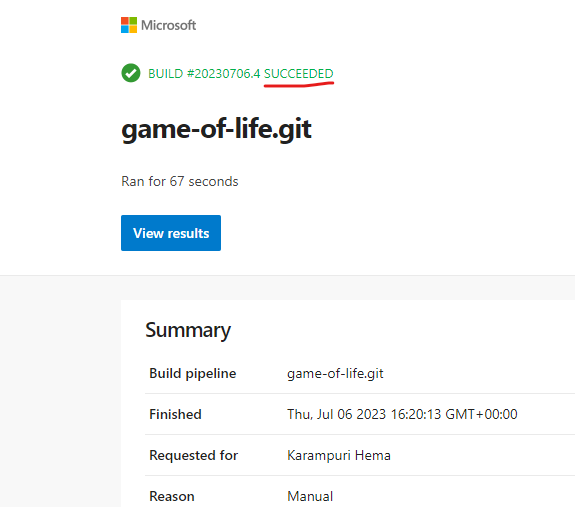 Microsoft
BUILD #20230706.4 SUCCEEDED
game-of-life.git
Ran for 67 seconds
View results
Summary
Build pipeline game-of-life.git
Finished Thu, Jul 06 2023 16:20:13 GMT+00:00
Requested for Karampuri Hema
Reason Manual